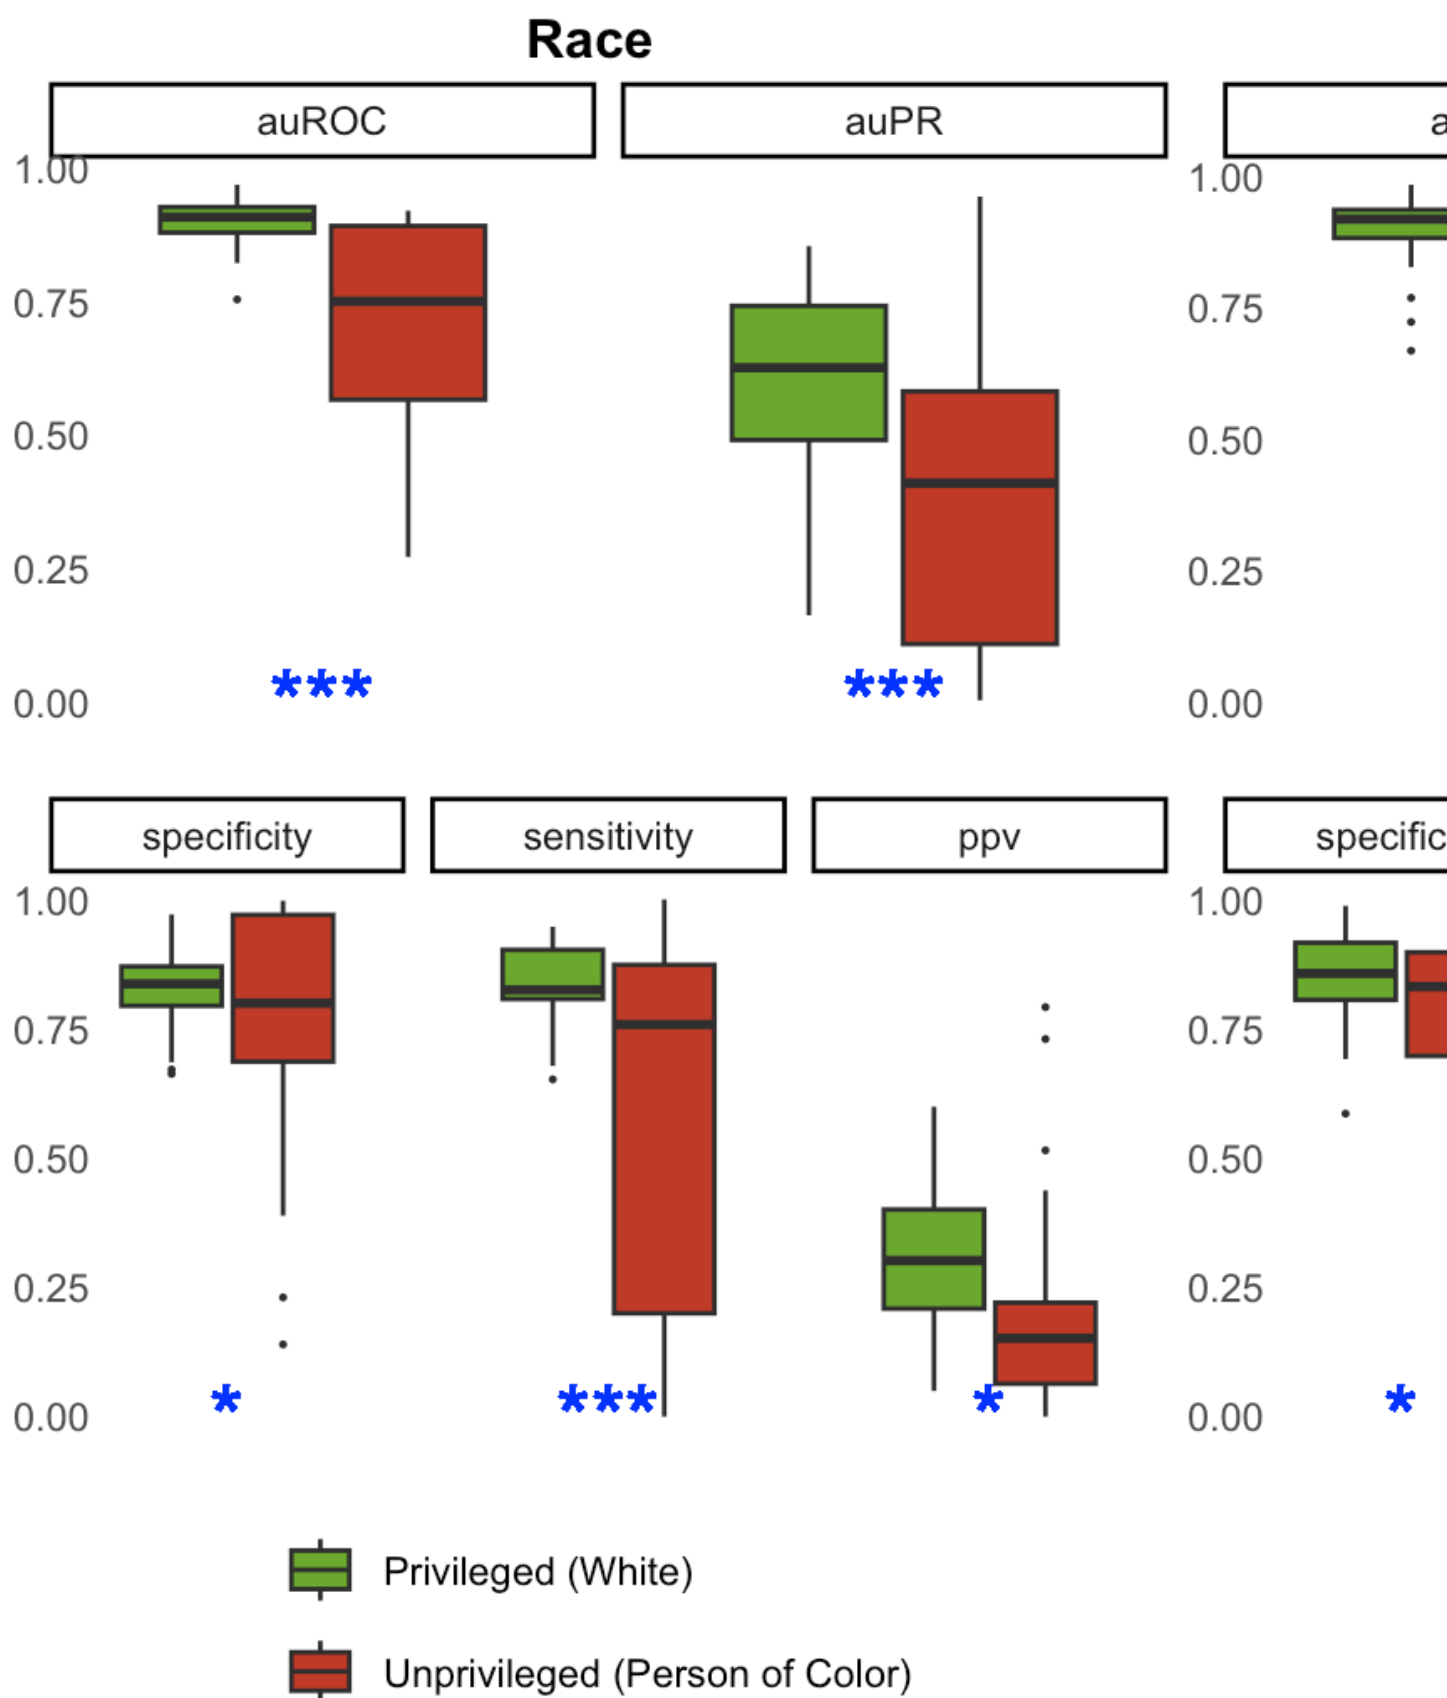 Race
auROC auPR a
1.00 1.00
0.75 0.75
0.50 0.50
0.25 0.25
*** ***
0.00 0.00
specificity sensitivity ppv specific
1.00 1.00
0.75 0.75
0.50 0.50
0.25 0.25
* *** * *
0.00 0.00
Privileged (White)
Unprivileged (Person of Color)